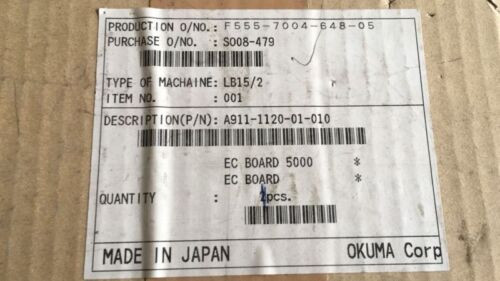 PRODUCTION O/NO.: F555-7004-648-05
PURCHASE O/NO. : S008-479
TYPE OF MACHAINE: LB15/2
ITEM NO. : 001
DESCRIPTION(P/N): A911-1120-01-010
EC BOARD 5000 *
EC BOARD *
QUANTITY : pcs.
MADE IN JAPAN OKUMA Corp